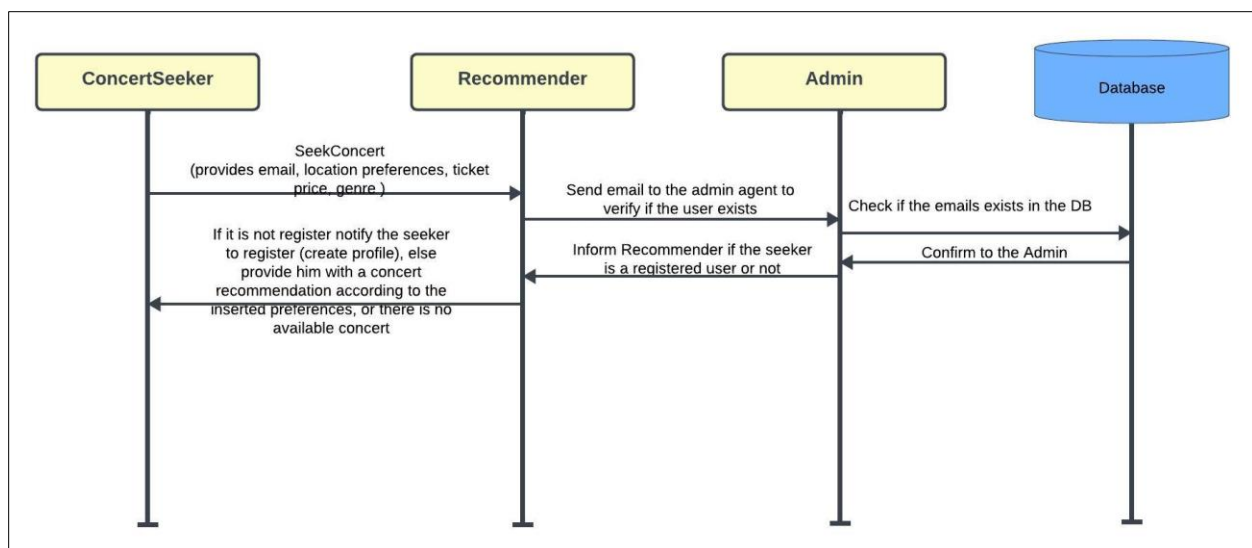 ConcertSeeker
Recommender
Admin
Database
SeekConcert
(provides email, location preferences, ticket
price, genre )
Send email to the admin agent to
verify if the user exists
Check if the emails exists in the DB
Confirm to the Admin
Inform Recommender if the seeker
is a registered user or not
If it is not register notify the seeker
to register (create profile), else
provide him with a concert
recommendation according to the
inserted preferences, or there is no
available concert